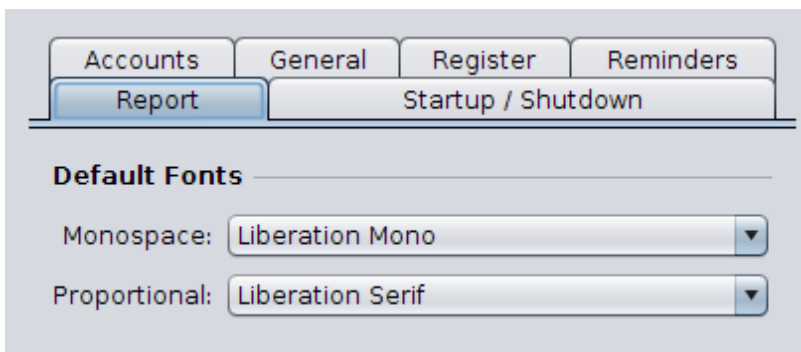 Accounts General Register Reminders
Report Startup / Shutdown
Default Fonts
Monospace: Liberation Mono
Proportional: Liberation Serif